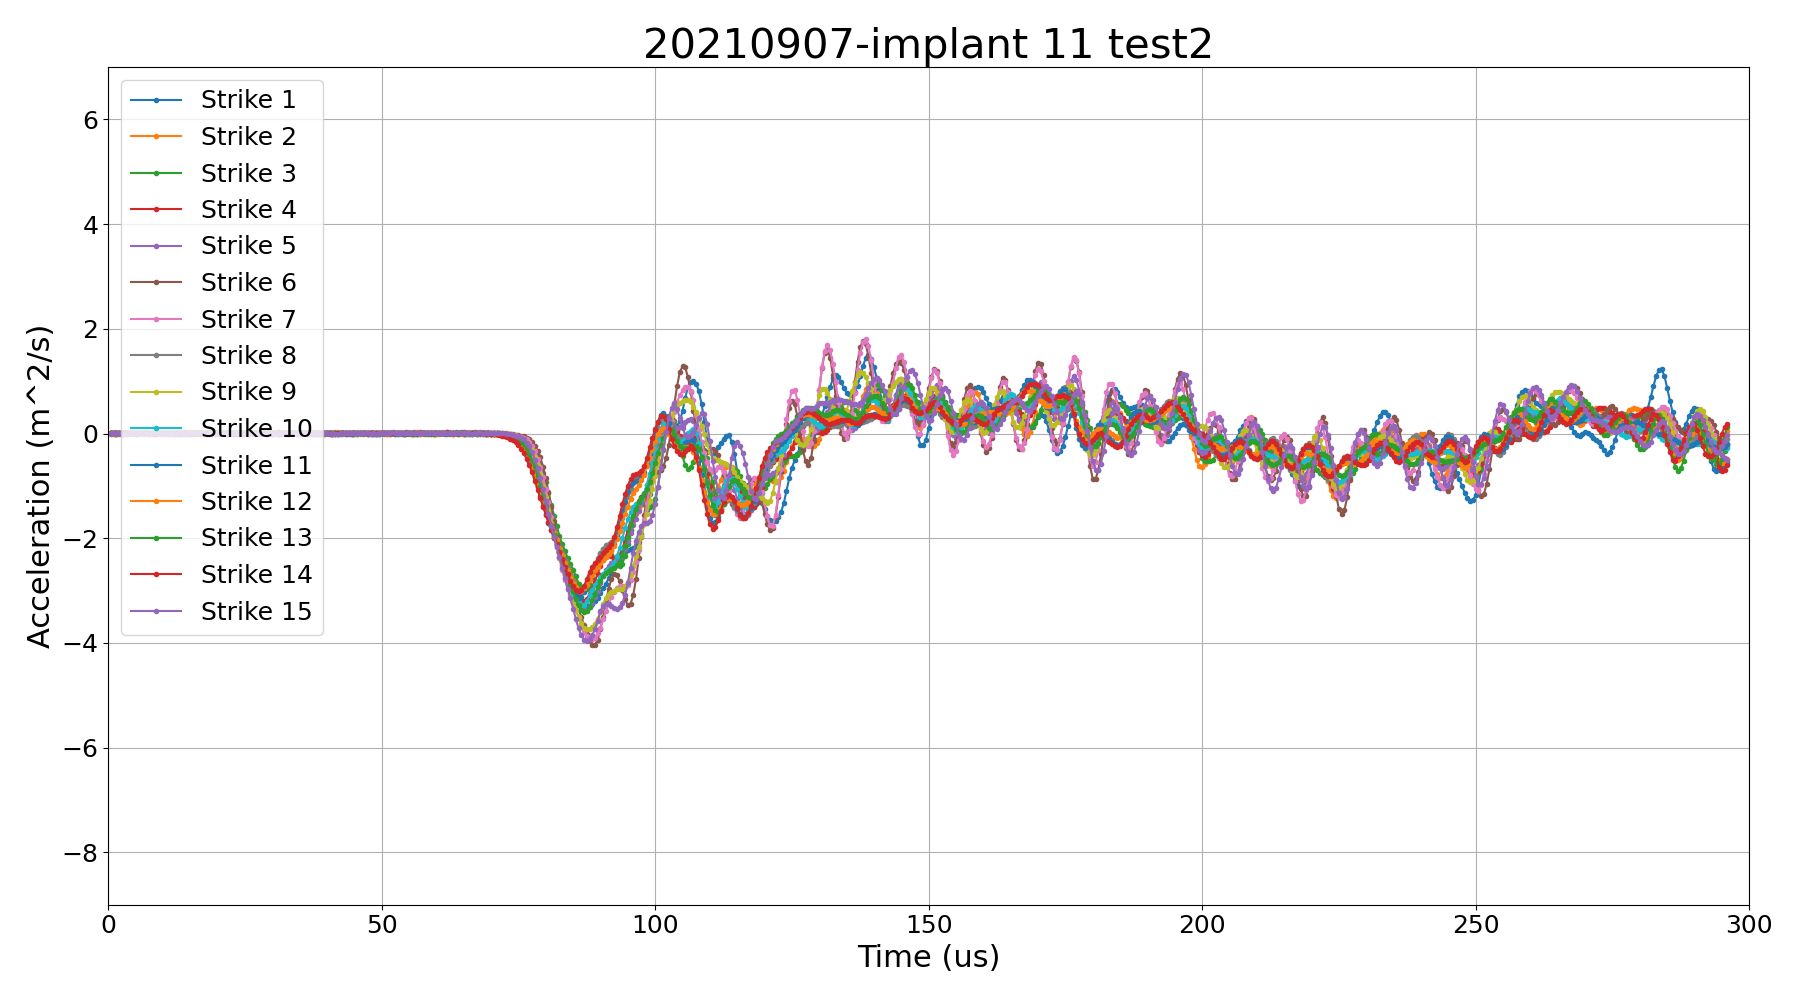 20210907-implant 11 test2
Strike 1
Strike 2
Strike 3
Strike 4
Strike 5
Strike 6
Strike 7
Strike 8
Strike 9
Strike 10
Strike 11
Strike 12
Strike 13
Strike 14
Strike 15
Acceleration (m^2/s)
6
4
2
0
−2
−4
−6
−8
0 50 100 150 200 250 300
Time (us)